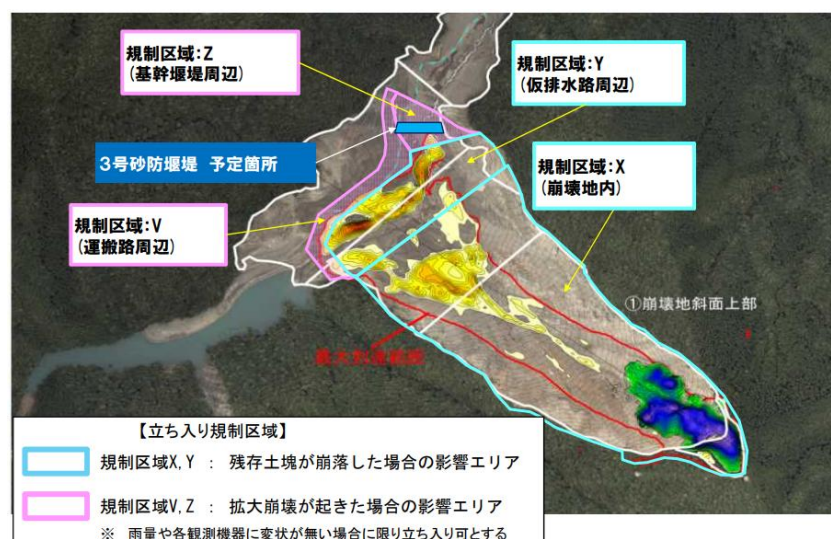 規制区域:Z
(基幹堰堤周辺)
規制区域:Y
(仮排水路周辺)
3号砂防堰堤 予定箇所
規制区域:X
(崩壊地内)
規制区域:V
(運搬路周辺)
①崩壊地斜面上部
【立ち入り規制区域】
規制区域X,Y : 残存土塊が崩落した場合の影響エリア
規制区域V,Z : 拡大崩壊が起きた場合の影響エリア
※ 雨量や各観測機器に変状が無い場合に限り立ち入り可とする